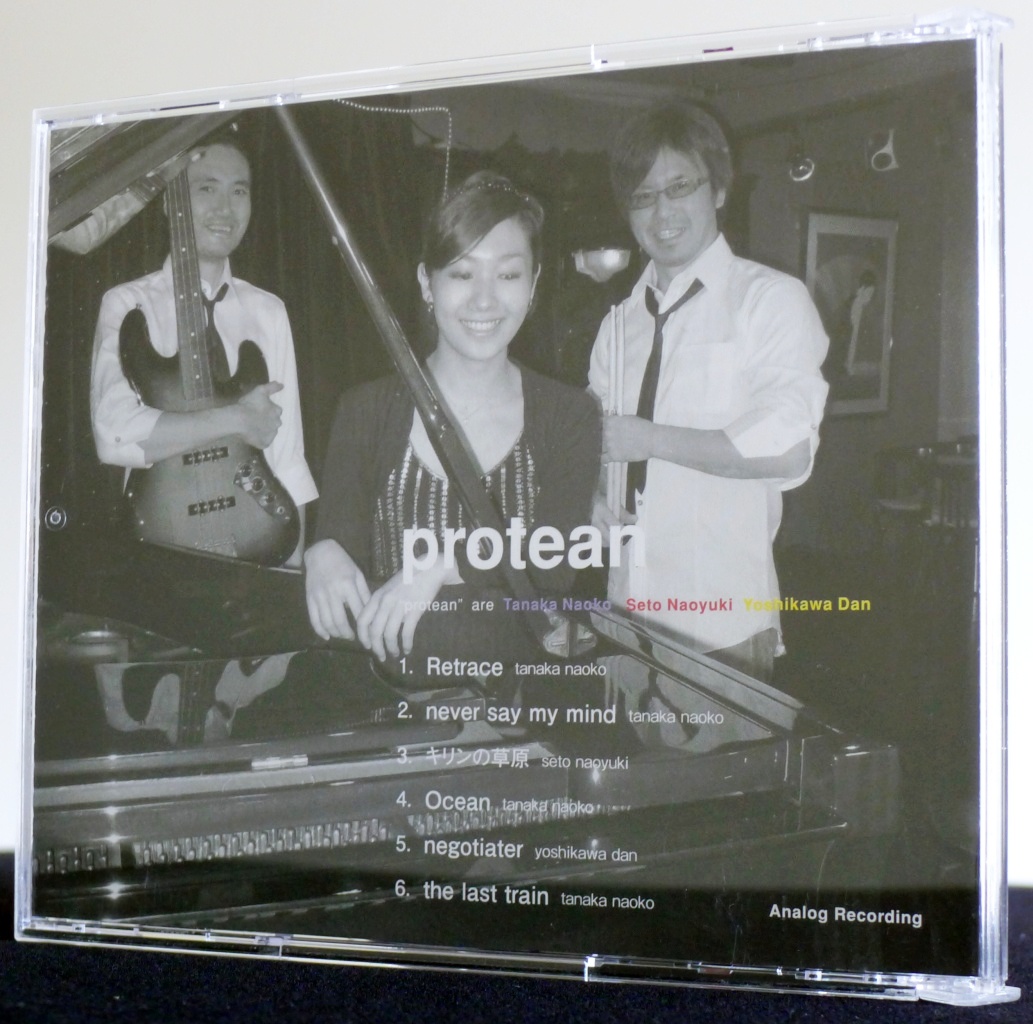 protean
"protean" are Tanaka Naoko Seto Naoyuki Yoshikawa Dan
1. Retrace tanaka naoko
2. never say my mind tanaka naoko
3. キリンの草原 seto naoyuki
4. Ocean tanaka naoko
5. negotiater yoshikawa dan
6. the last train tanaka naoko
Analog Recording